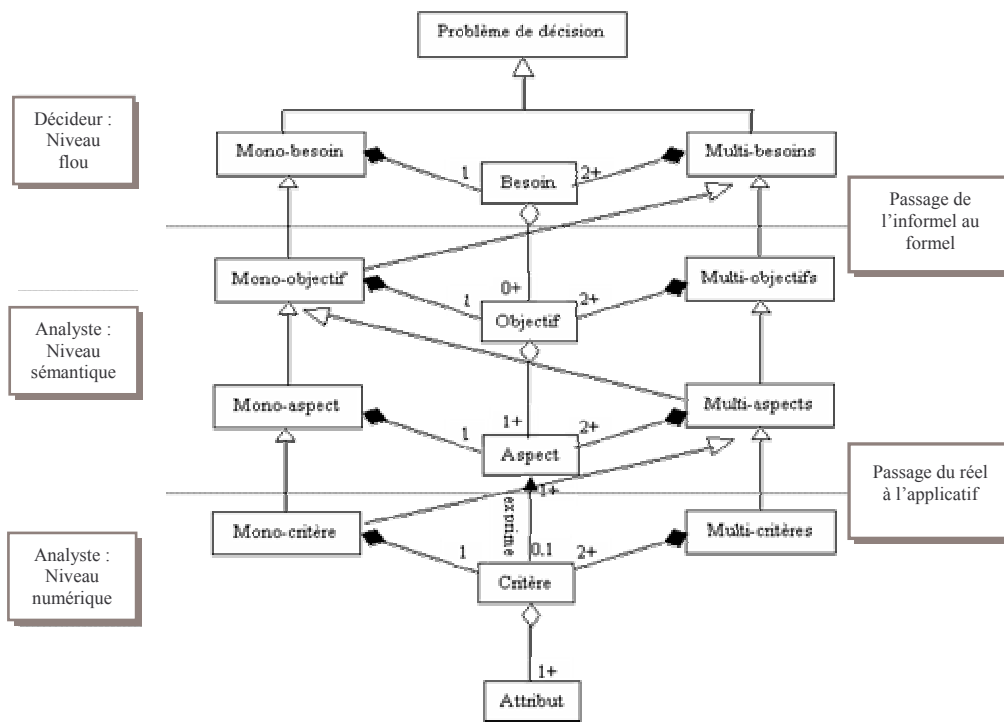 Problème de décision
Décideur :
Niveau
flou
Mono-besoin
Multi-besoins
1
Besoin
2+
Passage de
l'informel au
formel
Mono-objectif
Multi-objectifs
0+
1
Objectif
2+
Analyste :
Niveau
sémantique
Mono-aspect
Multi-aspects
1+
1
Aspect
2+
Passage du réel
à l'applicatif
1+
exprime
Mono-critère
Multi-critères
1
0.1
2+
Critère
Analyste :
Niveau
numérique
1+
Attribut